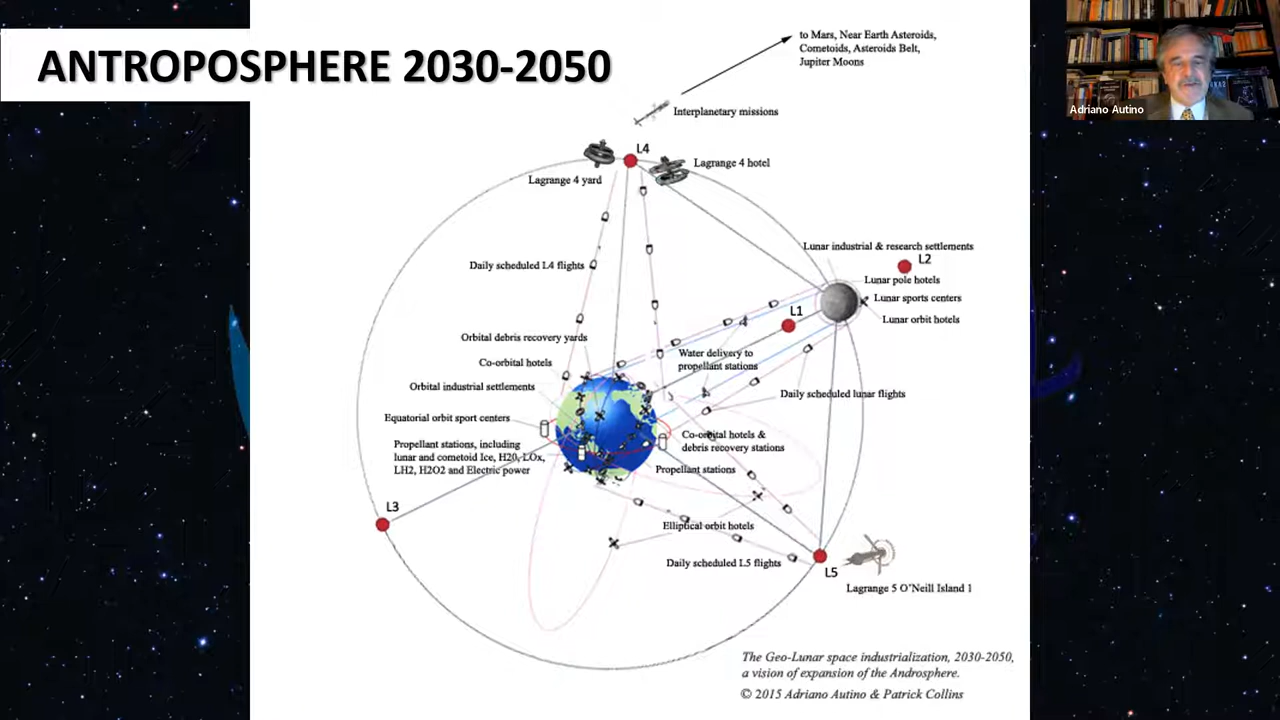 ANTROPOSPHERE 2030-2050
Adriano Autino
to Mars, Near Earth Asteroids,
Cometoids, Asteroids Belt,
Jupiter Moons
Interplanetary missions
L4
Lagrange 4 yard
Lagrange 4 hotel
Lunar industrial & research settlements
L2
Daily scheduled L4 flights
Lunar pole hotels
Lunar sports centers
L1
Lunar orbit hotels
Orbital debris recovery yards
Water delivery to
propellant stations
Co-orbital hotels
Orbital industrial settlements
Daily scheduled lunar flights
Equatorial orbit sport centers
Co-orbital hotels &
debris recovery stations
Propellant stations, including
lunar and cometoid Ice, H20, LOx,
LH2, H2O2 and Electric power
Propellant stations
L3
Elliptical orbit hotels
Daily scheduled L5 flights
L5
Lagrange 5 O'Neill Island 1
The Geo-Lunar space industrialization, 2030-2050,
a vision of expansion of the Androsphere.
© 2015 Adriano Autino & Patrick Collins